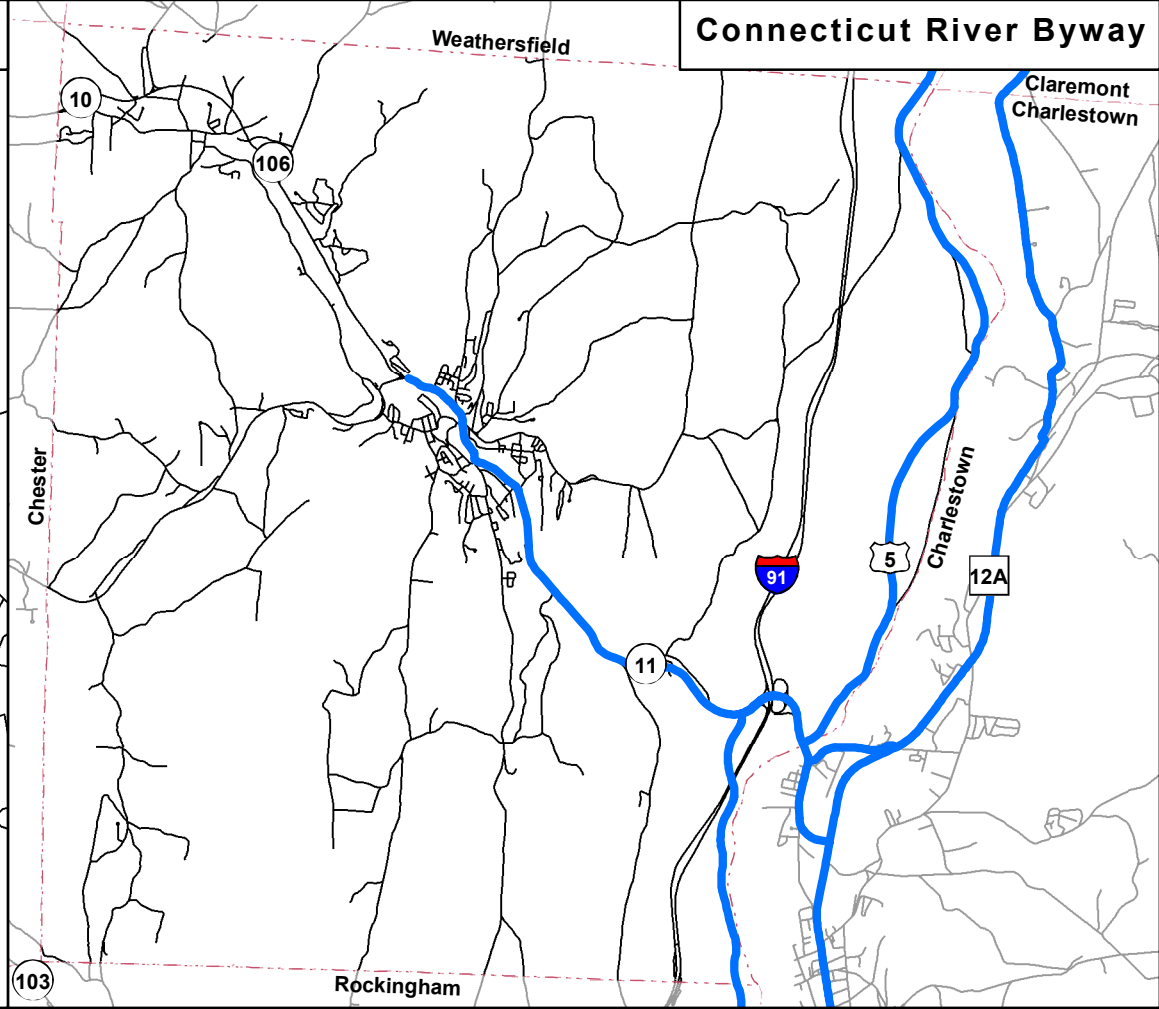 Connecticut River Byway
Weathersfield
Claremont
Charlestown
10
106
Chester
Charlestown
5
12A
91
11
103
Rockingham